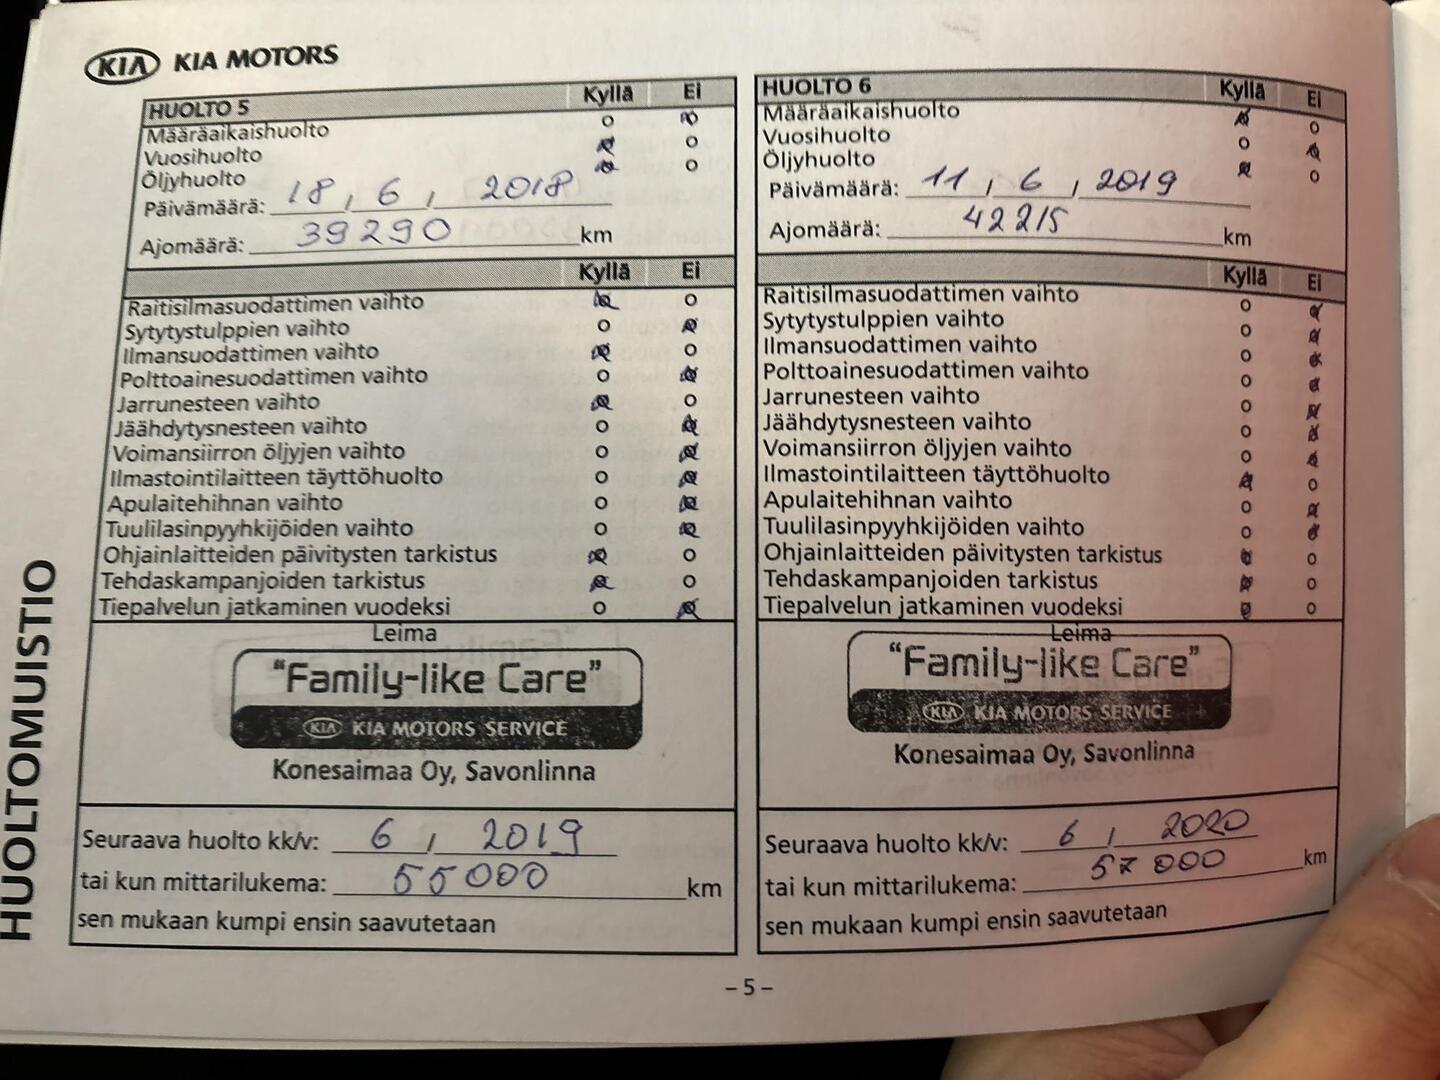 KIA KIA MOTORS
HUOLTOMUISTIO
HUOLTO 5 Kyllä Ei
Määräaikaishuolto
Vuosihuolto
Öljyhuolto
Päivämäärä: 18, 6, 2018
Ajomäärä: 39290 km
Kyllä Ei
Raitisilmasuodattimen vaihto
Sytytystulppien vaihto
Ilmansuodattimen vaihto
Polttoainesuodattimen vaihto
Jarrunesteen vaihto
Jäähdytysnesteen vaihto
Voimansiirron öljyjen vaihto
Ilmastointilaitteen täyttöhuolto
Apulaitehihnan vaihto
Tuulilasinpyyhkijöiden vaihto
Ohjainlaitteiden päivitysten tarkistus
Tehdaskampanjoiden tarkistus
Tiepalvelun jatkaminen vuodeksi
Leima
"Family-like Care"
KIA KIA MOTORS SERVICE
Konesaimaa Oy, Savonlinna
Seuraava huolto kk/v: 6, 2019
tai kun mittarilukema: 55000 km
sen mukaan kumpi ensin saavutetaan
HUOLTO 6 Kyllä Ei
Määräaikaishuolto
Vuosihuolto
Öljyhuolto
Päivämäärä: 11, 6, 2019
Ajomäärä: 42215 km
Kyllä Ei
Raitisilmasuodattimen vaihto
Sytytystulppien vaihto
Ilmansuodattimen vaihto
Polttoainesuodattimen vaihto
Jarrunesteen vaihto
Jäähdytysnesteen vaihto
Voimansiirron öljyjen vaihto
Ilmastointilaitteen täyttöhuolto
Apulaitehihnan vaihto
Tuulilasinpyyhkijöiden vaihto
Ohjainlaitteiden päivitysten tarkistus
Tehdaskampanjoiden tarkistus
Tiepalvelun jatkaminen vuodeksi
Leima
"Family-like Care"
KIA KIA MOTORS SERVICE
Konesaimaa Oy, Savonlinna
Seuraava huolto kk/v: 6, 2020
tai kun mittarilukema: 57000 km
sen mukaan kumpi ensin saavutetaan
– 5 –